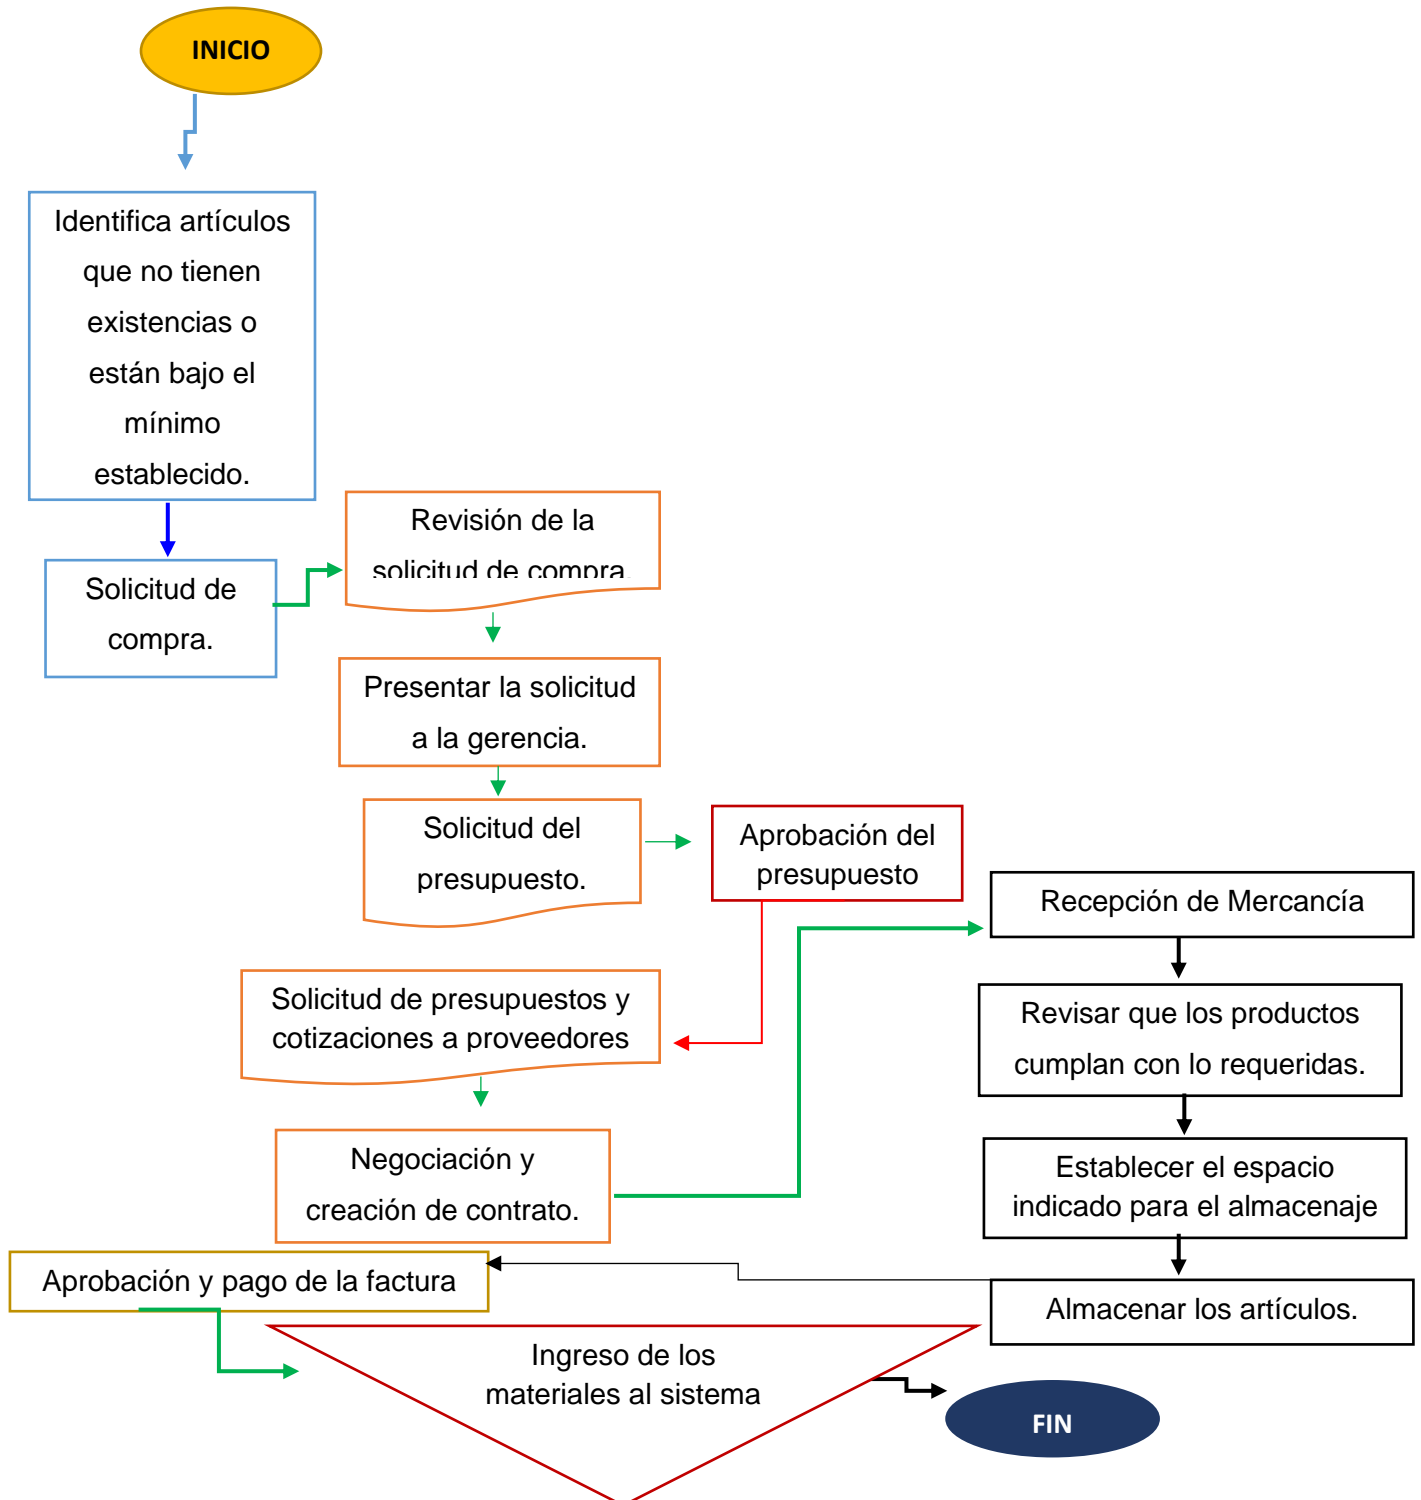 INICIO
Identifica artículos
que no tienen
existencias o
están bajo el
mínimo
establecido.
Solicitud de
compra.
Revisión de la
solicitud de compra.
Presentar la solicitud
a la gerencia.
Solicitud del
presupuesto.
Aprobación del
presupuesto
Solicitud de presupuestos y
cotizaciones a proveedores
Negociación y
creación de contrato.
Recepción de Mercancía
Revisar que los productos
cumplan con lo requeridas.
Establecer el espacio
indicado para el almacenaje
Almacenar los artículos.
Aprobación y pago de la factura
Ingreso de los
materiales al sistema
FIN